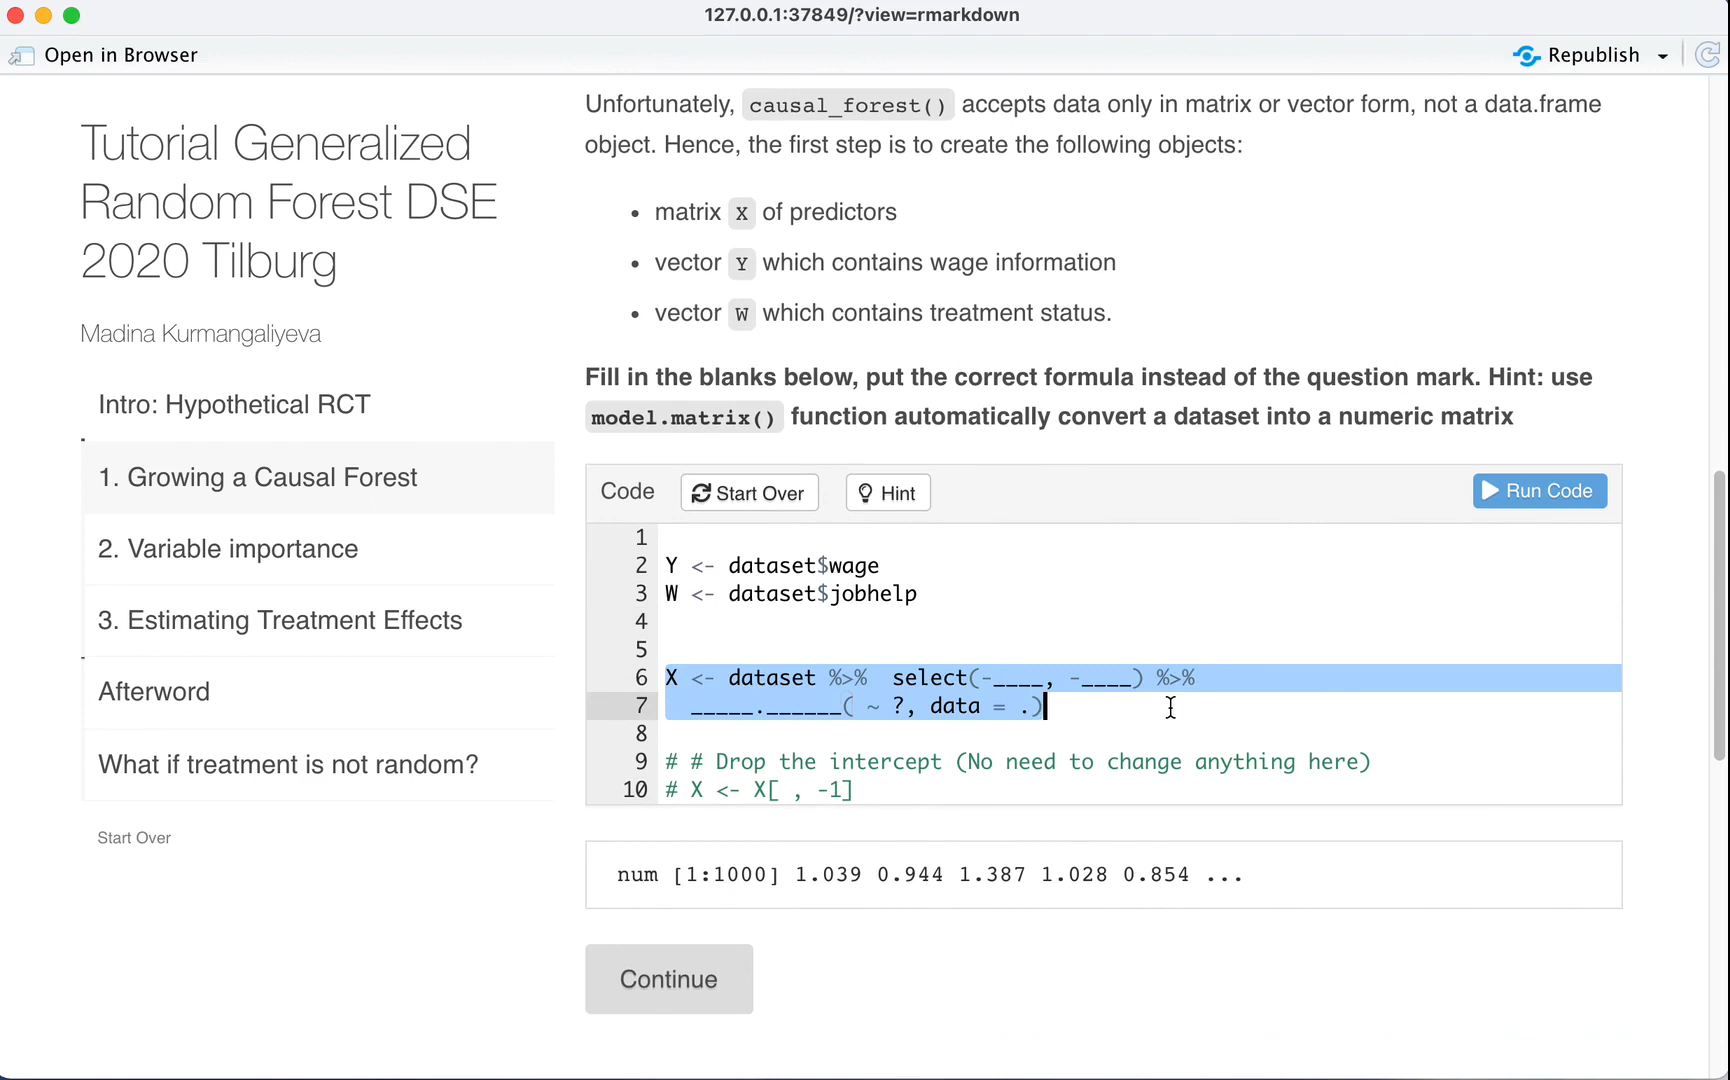 127.0.0.1:37849/?view=rmarkdown
Open in Browser
Republish
Tutorial Generalized
Random Forest DSE
2020 Tilburg
Madina Kurmangaliyeva
Intro: Hypothetical RCT
1. Growing a Causal Forest
2. Variable importance
3. Estimating Treatment Effects
Afterword
What if treatment is not random?
Start Over
Unfortunately, causal_forest() accepts data only in matrix or vector form, not a data.frame
object. Hence, the first step is to create the following objects:
• matrix X of predictors
• vector Y which contains wage information
• vector W which contains treatment status.
Fill in the blanks below, put the correct formula instead of the question mark. Hint: use
model.matrix() function automatically convert a dataset into a numeric matrix
Code Start Over Hint Run Code
1
2 Y <- dataset$wage
3 W <- dataset$jobhelp
4
5
6 X <- dataset %>%  select(-____, -____) %>%
7   _____.______( ~ ?, data = .)
8
9 # # Drop the intercept (No need to change anything here)
10 # X <- X[ , -1]
num [1:1000] 1.039 0.944 1.387 1.028 0.854 ...
Continue